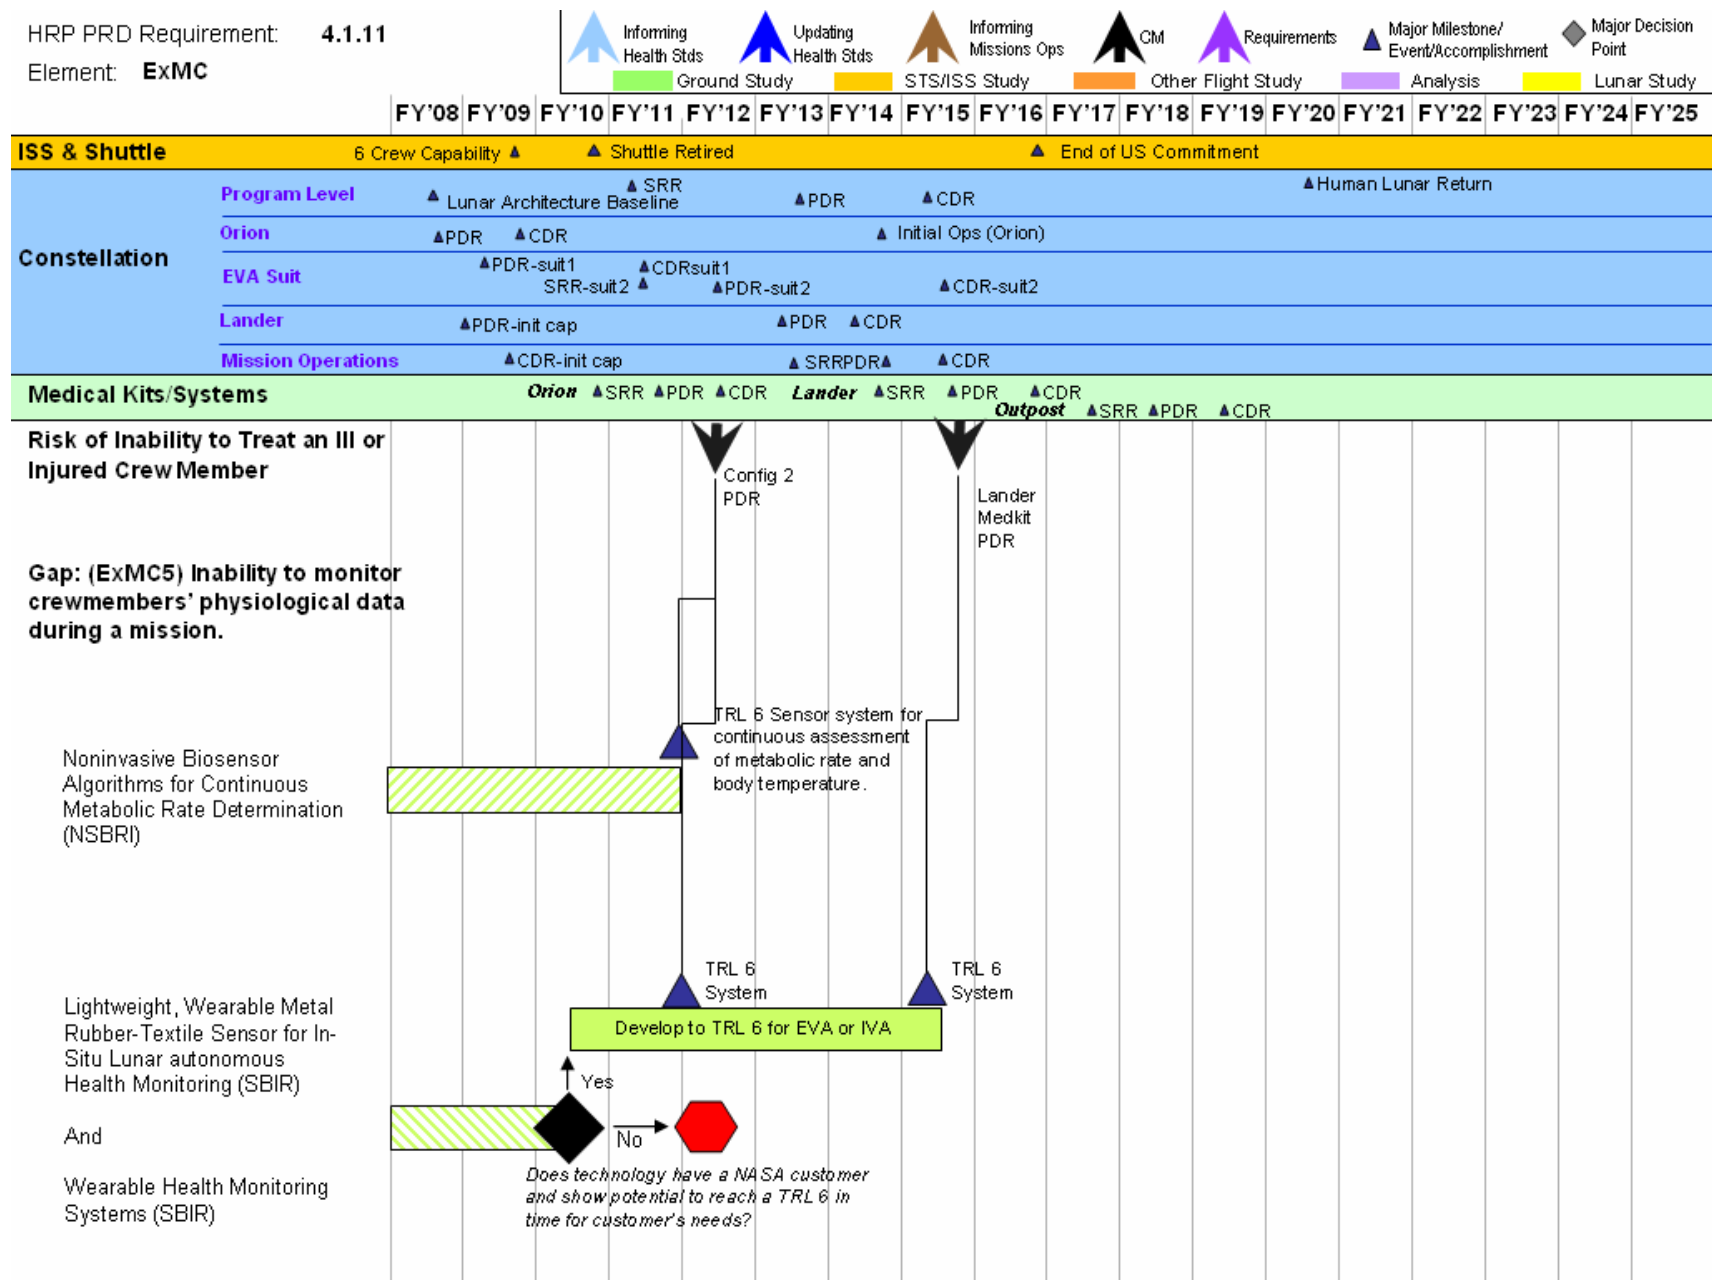 HRP PRD Requirement: 4.1.11
Element: ExMC
Informing
Health Stds
Updating
Health Stds
Informing
Missions Ops
CM
Requirements
Major Milestone/
Event/Accomplishment
Major Decision
Point
Ground Study
STS/ISS Study
Other Flight Study
Analysis
Lunar Study
FY'08 FY'09 FY'10 FY'11 FY'12 FY'13 FY'14 FY'15 FY'16 FY'17 FY'18 FY'19 FY'20 FY'21 FY'22 FY'23 FY'24 FY'25
ISS & Shuttle 6 Crew Capability Shuttle Retired End of US Commitment
Constellation
Program Level Lunar Architecture Baseline SRR PDR CDR Human Lunar Return
Orion PDR CDR Initial Ops (Orion)
EVA Suit PDR-suit1 CDRsuit1
SRR-suit2 PDR-suit2 CDR-suit2
Lander PDR-init cap PDR CDR
Mission Operations CDR-init cap SRR PDR CDR
Medical Kits/Systems Orion SRR PDR CDR Lander SRR PDR CDR
Outpost SRR PDR CDR
Risk of Inability to Treat an Ill or
Injured Crew Member
Config 2
PDR
Lander
Medkit
PDR
Gap: (ExMC5) Inability to monitor
crewmembers' physiological data
during a mission.
TRL 6 Sensor system for
continuous assessment
of metabolic rate and
body temperature.
Noninvasive Biosensor
Algorithms for Continuous
Metabolic Rate Determination
(NSBRI)
TRL 6
System
TRL 6
System
Lightweight, Wearable Metal
Rubber-Textile Sensor for In-
Situ Lunar autonomous
Health Monitoring (SBIR)
Develop to TRL 6 for EVA or IVA
Yes
No
And
Does technology have a NASA customer
and show potential to reach a TRL 6 in
time for customer's needs?
Wearable Health Monitoring
Systems (SBIR)